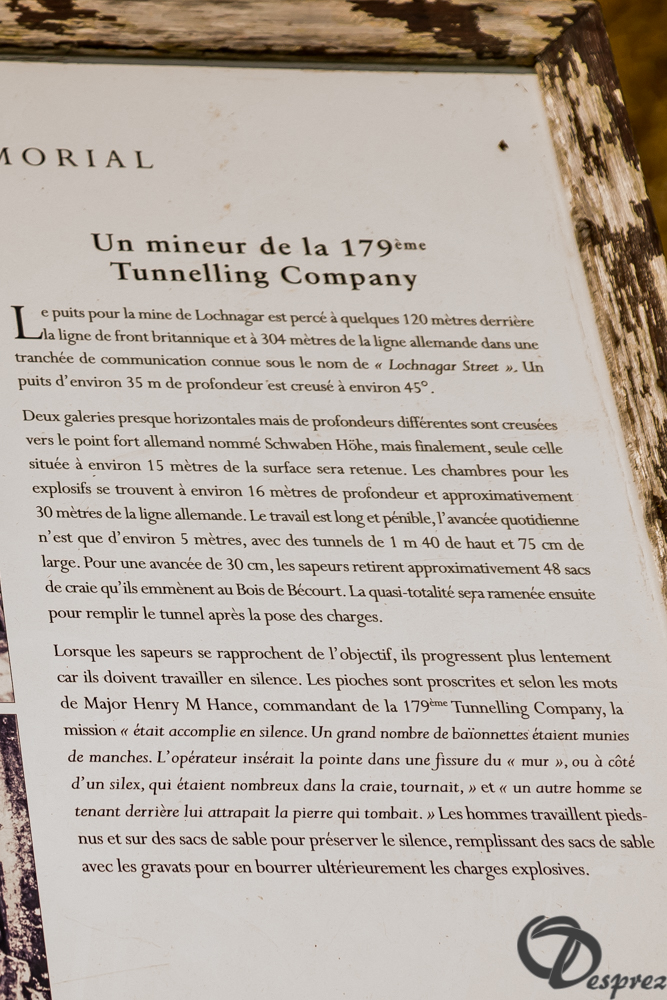 MORIAL
Un mineur de la 179ème
Tunnelling Company
Le puits pour la mine de Lochnagar est percé à quelques 120 mètres derrière
la ligne de front britannique et à 304 mètres de la ligne allemande dans une
tranchée de communication connue sous le nom de « Lochnagar Street ». Un
puits d'environ 35 m de profondeur est creusé à environ 45°.
Deux galeries presque horizontales mais de profondeurs différentes sont creusées
vers le point fort allemand nommé Schwaben Höhe, mais finalement, seule celle
située à environ 15 mètres de la surface sera retenue. Les chambres pour les
explosifs se trouvent à environ 16 mètres de profondeur et approximativement
30 mètres de la ligne allemande. Le travail est long et pénible, l'avancée quotidienne
n'est que d'environ 5 mètres, avec des tunnels de 1 m 40 de haut et 75 cm de
large. Pour une avancée de 30 cm, les sapeurs retirent approximativement 48 sacs
de craie qu'ils emmènent au Bois de Bécourt. La quasi-totalité sera ramenée ensuite
pour remplir le tunnel après la pose des charges.
Lorsque les sapeurs se rapprochent de l'objectif, ils progressent plus lentement
car ils doivent travailler en silence. Les pioches sont proscrites et selon les mots
de Major Henry M Hance, commandant de la 179ème Tunnelling Company, la
mission « était accomplie en silence. Un grand nombre de baïonnettes étaient munies
de manches. L'opérateur insérait la pointe dans une fissure du « mur », ou à côté
d'un silex, qui étaient nombreux dans la craie, tournait, » et « un autre homme se
tenant derrière lui attrapait la pierre qui tombait. » Les hommes travaillent pieds-
nus et sur des sacs de sable pour préserver le silence, remplissant des sacs de sable
avec les gravats pour en bourrer ultérieurement les charges explosives.
Desprez